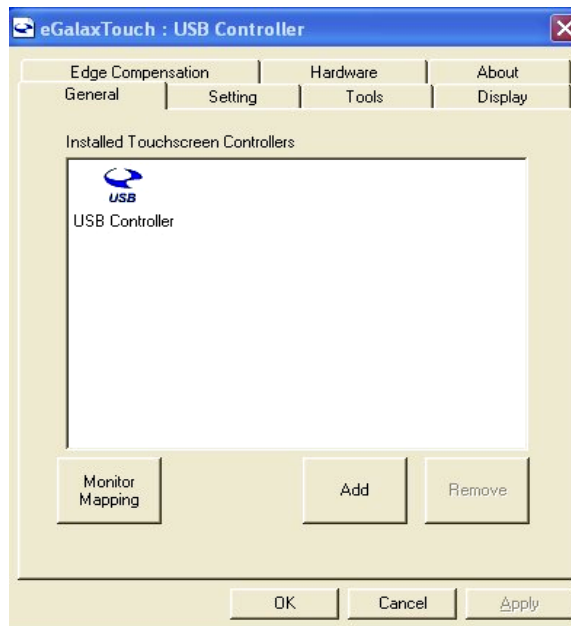 eGalaxTouch : USB Controller
Edge Compensation Hardware About
General Setting Tools Display
Installed Touchscreen Controllers
USB
USB Controller
Monitor
Mapping
Add
Remove
OK Cancel Apply